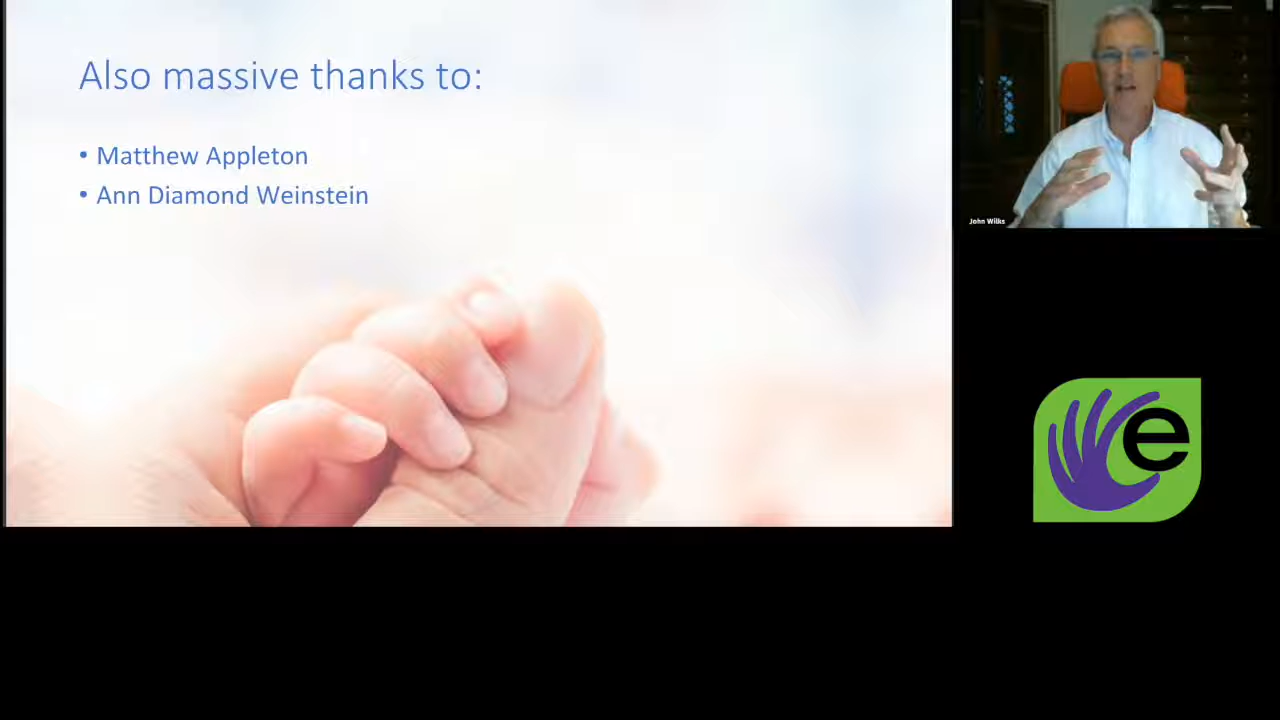 Also massive thanks to:
• Matthew Appleton
• Ann Diamond Weinstein
John Wilks
e